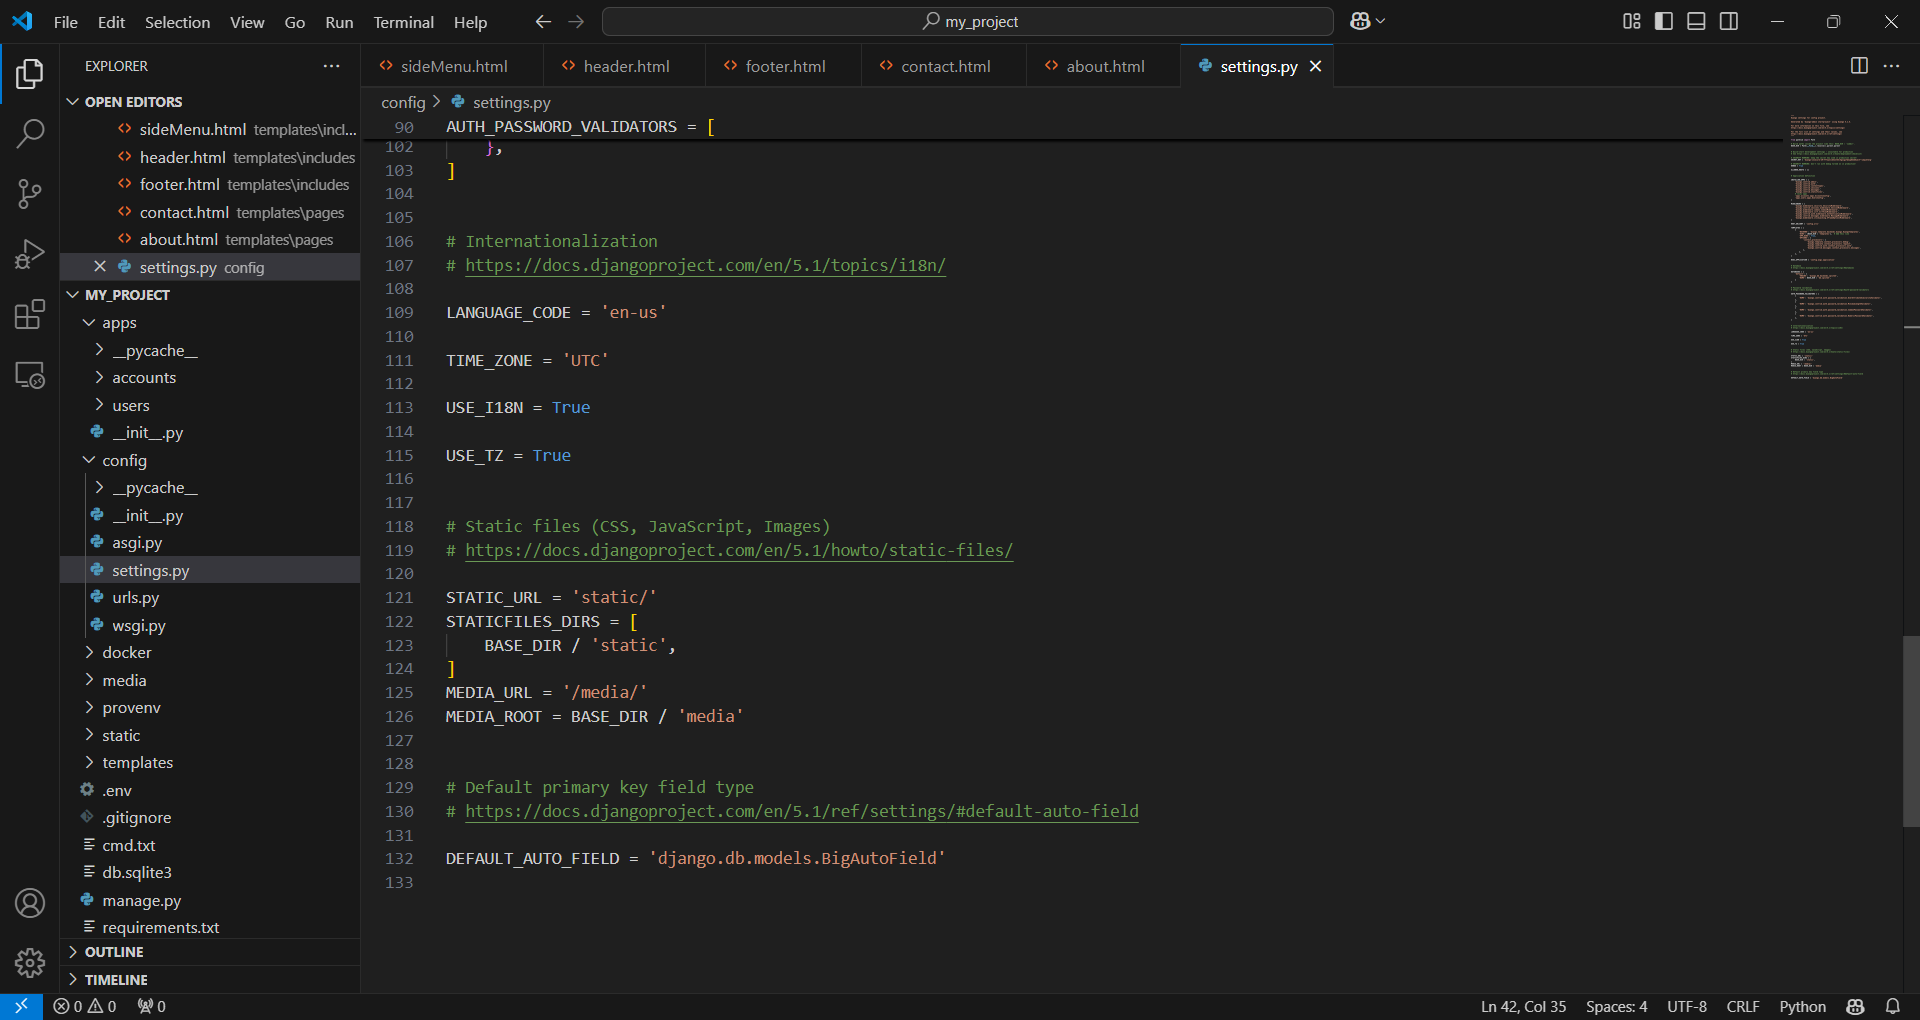 File Edit Selection View Go Run Terminal Help
my_project
EXPLORER
OPEN EDITORS
sideMenu.html templates\incl...
header.html templates\includes
footer.html templates\includes
contact.html templates\pages
about.html templates\pages
settings.py config
MY_PROJECT
apps
__pycache__
accounts
users
__init__.py
config
__pycache__
__init__.py
asgi.py
settings.py
urls.py
wsgi.py
docker
media
provenv
static
templates
.env
.gitignore
cmd.txt
db.sqlite3
manage.py
requirements.txt
OUTLINE
TIMELINE
sideMenu.html header.html footer.html contact.html about.html settings.py
config > settings.py
90 AUTH_PASSWORD_VALIDATORS = [
102 },
103 ]
104
105
106 # Internationalization
107 # https://docs.djangoproject.com/en/5.1/topics/i18n/
108
109 LANGUAGE_CODE = 'en-us'
110
111 TIME_ZONE = 'UTC'
112
113 USE_I18N = True
114
115 USE_TZ = True
116
117
118 # Static files (CSS, JavaScript, Images)
119 # https://docs.djangoproject.com/en/5.1/howto/static-files/
120
121 STATIC_URL = 'static/'
122 STATICFILES_DIRS = [
123 BASE_DIR / 'static',
124 ]
125 MEDIA_URL = '/media/'
126 MEDIA_ROOT = BASE_DIR / 'media'
127
128
129 # Default primary key field type
130 # https://docs.djangoproject.com/en/5.1/ref/settings/#default-auto-field
131
132 DEFAULT_AUTO_FIELD = 'django.db.models.BigAutoField'
133
0 0 0
Ln 42, Col 35 Spaces: 4 UTF-8 CRLF Python